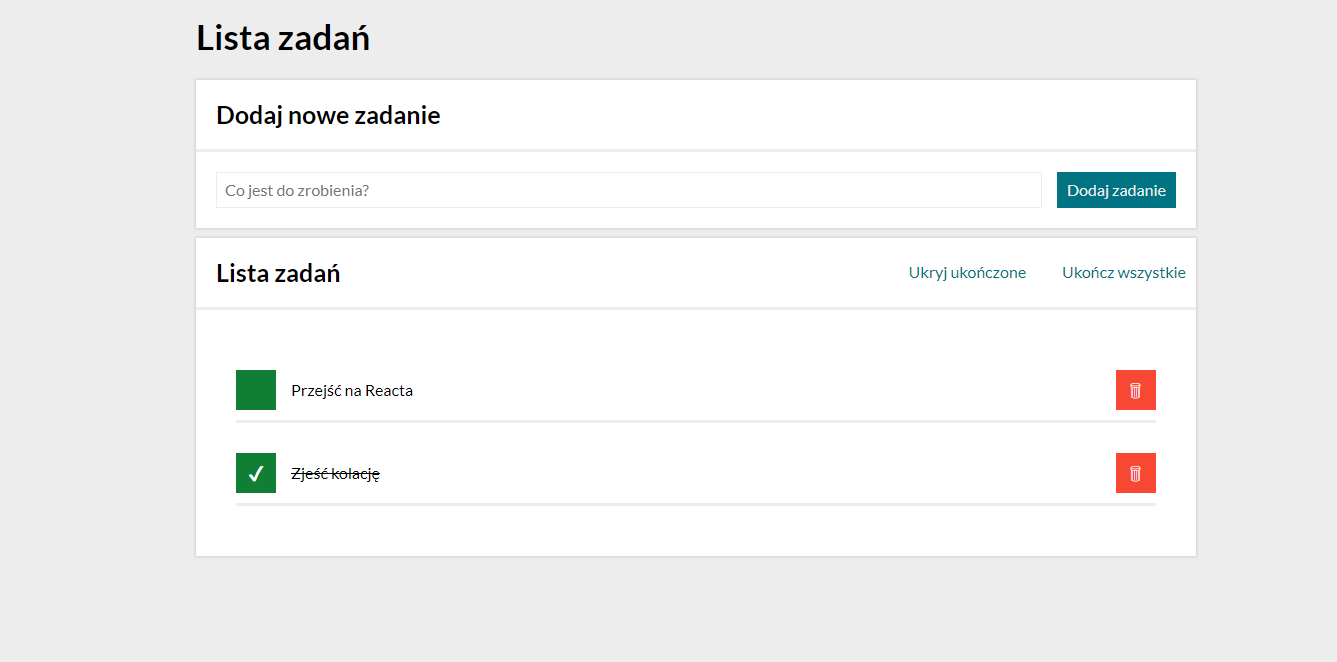 Lista zadań
Dodaj nowe zadanie
Co jest do zrobienia?
Dodaj zadanie
Lista zadań
Ukryj ukończone
Ukończ wszystkie
Przejść na Reacta
Zjeść kolację